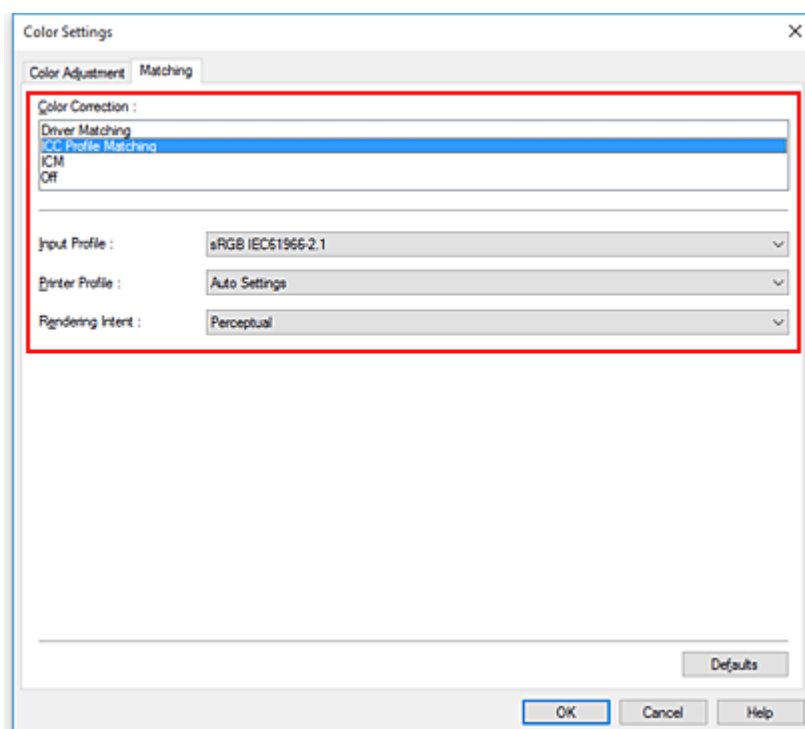 Color Settings
Color Adjustment Matching
Color Correction :
Driver Matching
ICC Profile Matching
ICM
Off
Input Profile : sRGB IEC61966-2.1
Printer Profile : Auto Settings
Rendering Intent : Perceptual
Defaults
OK Cancel Help